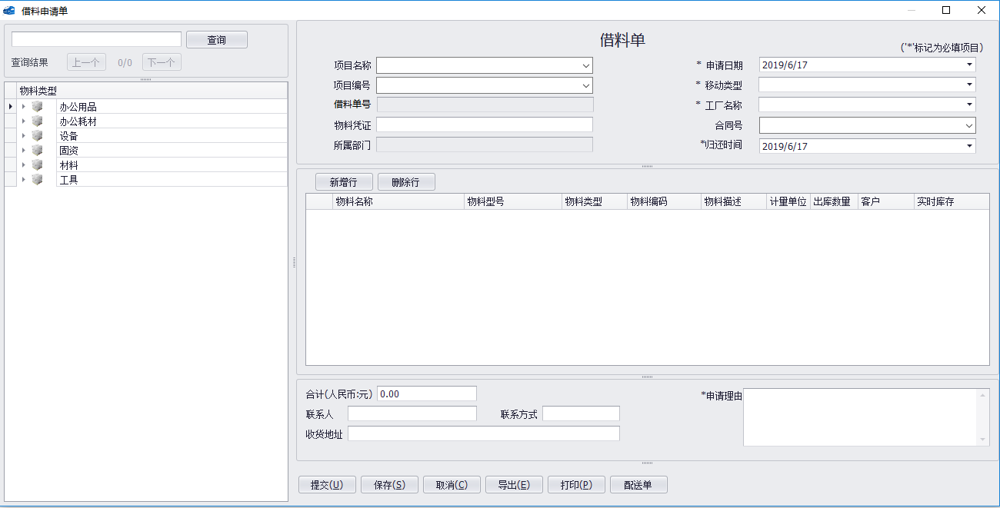 借料申请单
查询
查询结果 上一个 0/0 下一个
物料类型
办公用品
办公耗材
设备
固资
材料
工具
借料单
('*'标记为必填项目)
项目名称 * 申请日期 2019/6/17
项目编号 * 移动类型
借料单号 * 工厂名称
物料凭证 合同号
所属部门 *归还时间 2019/6/17
新增行 删除行
物料名称 物料型号 物料类型 物料编码 物料描述 计量单位 出库数量 客户 实时库存
合计(人民币:元) 0.00 *申请理由
联系人 联系方式
收货地址
提交(U) 保存(S) 取消(C) 导出(E) 打印(P) 配送单